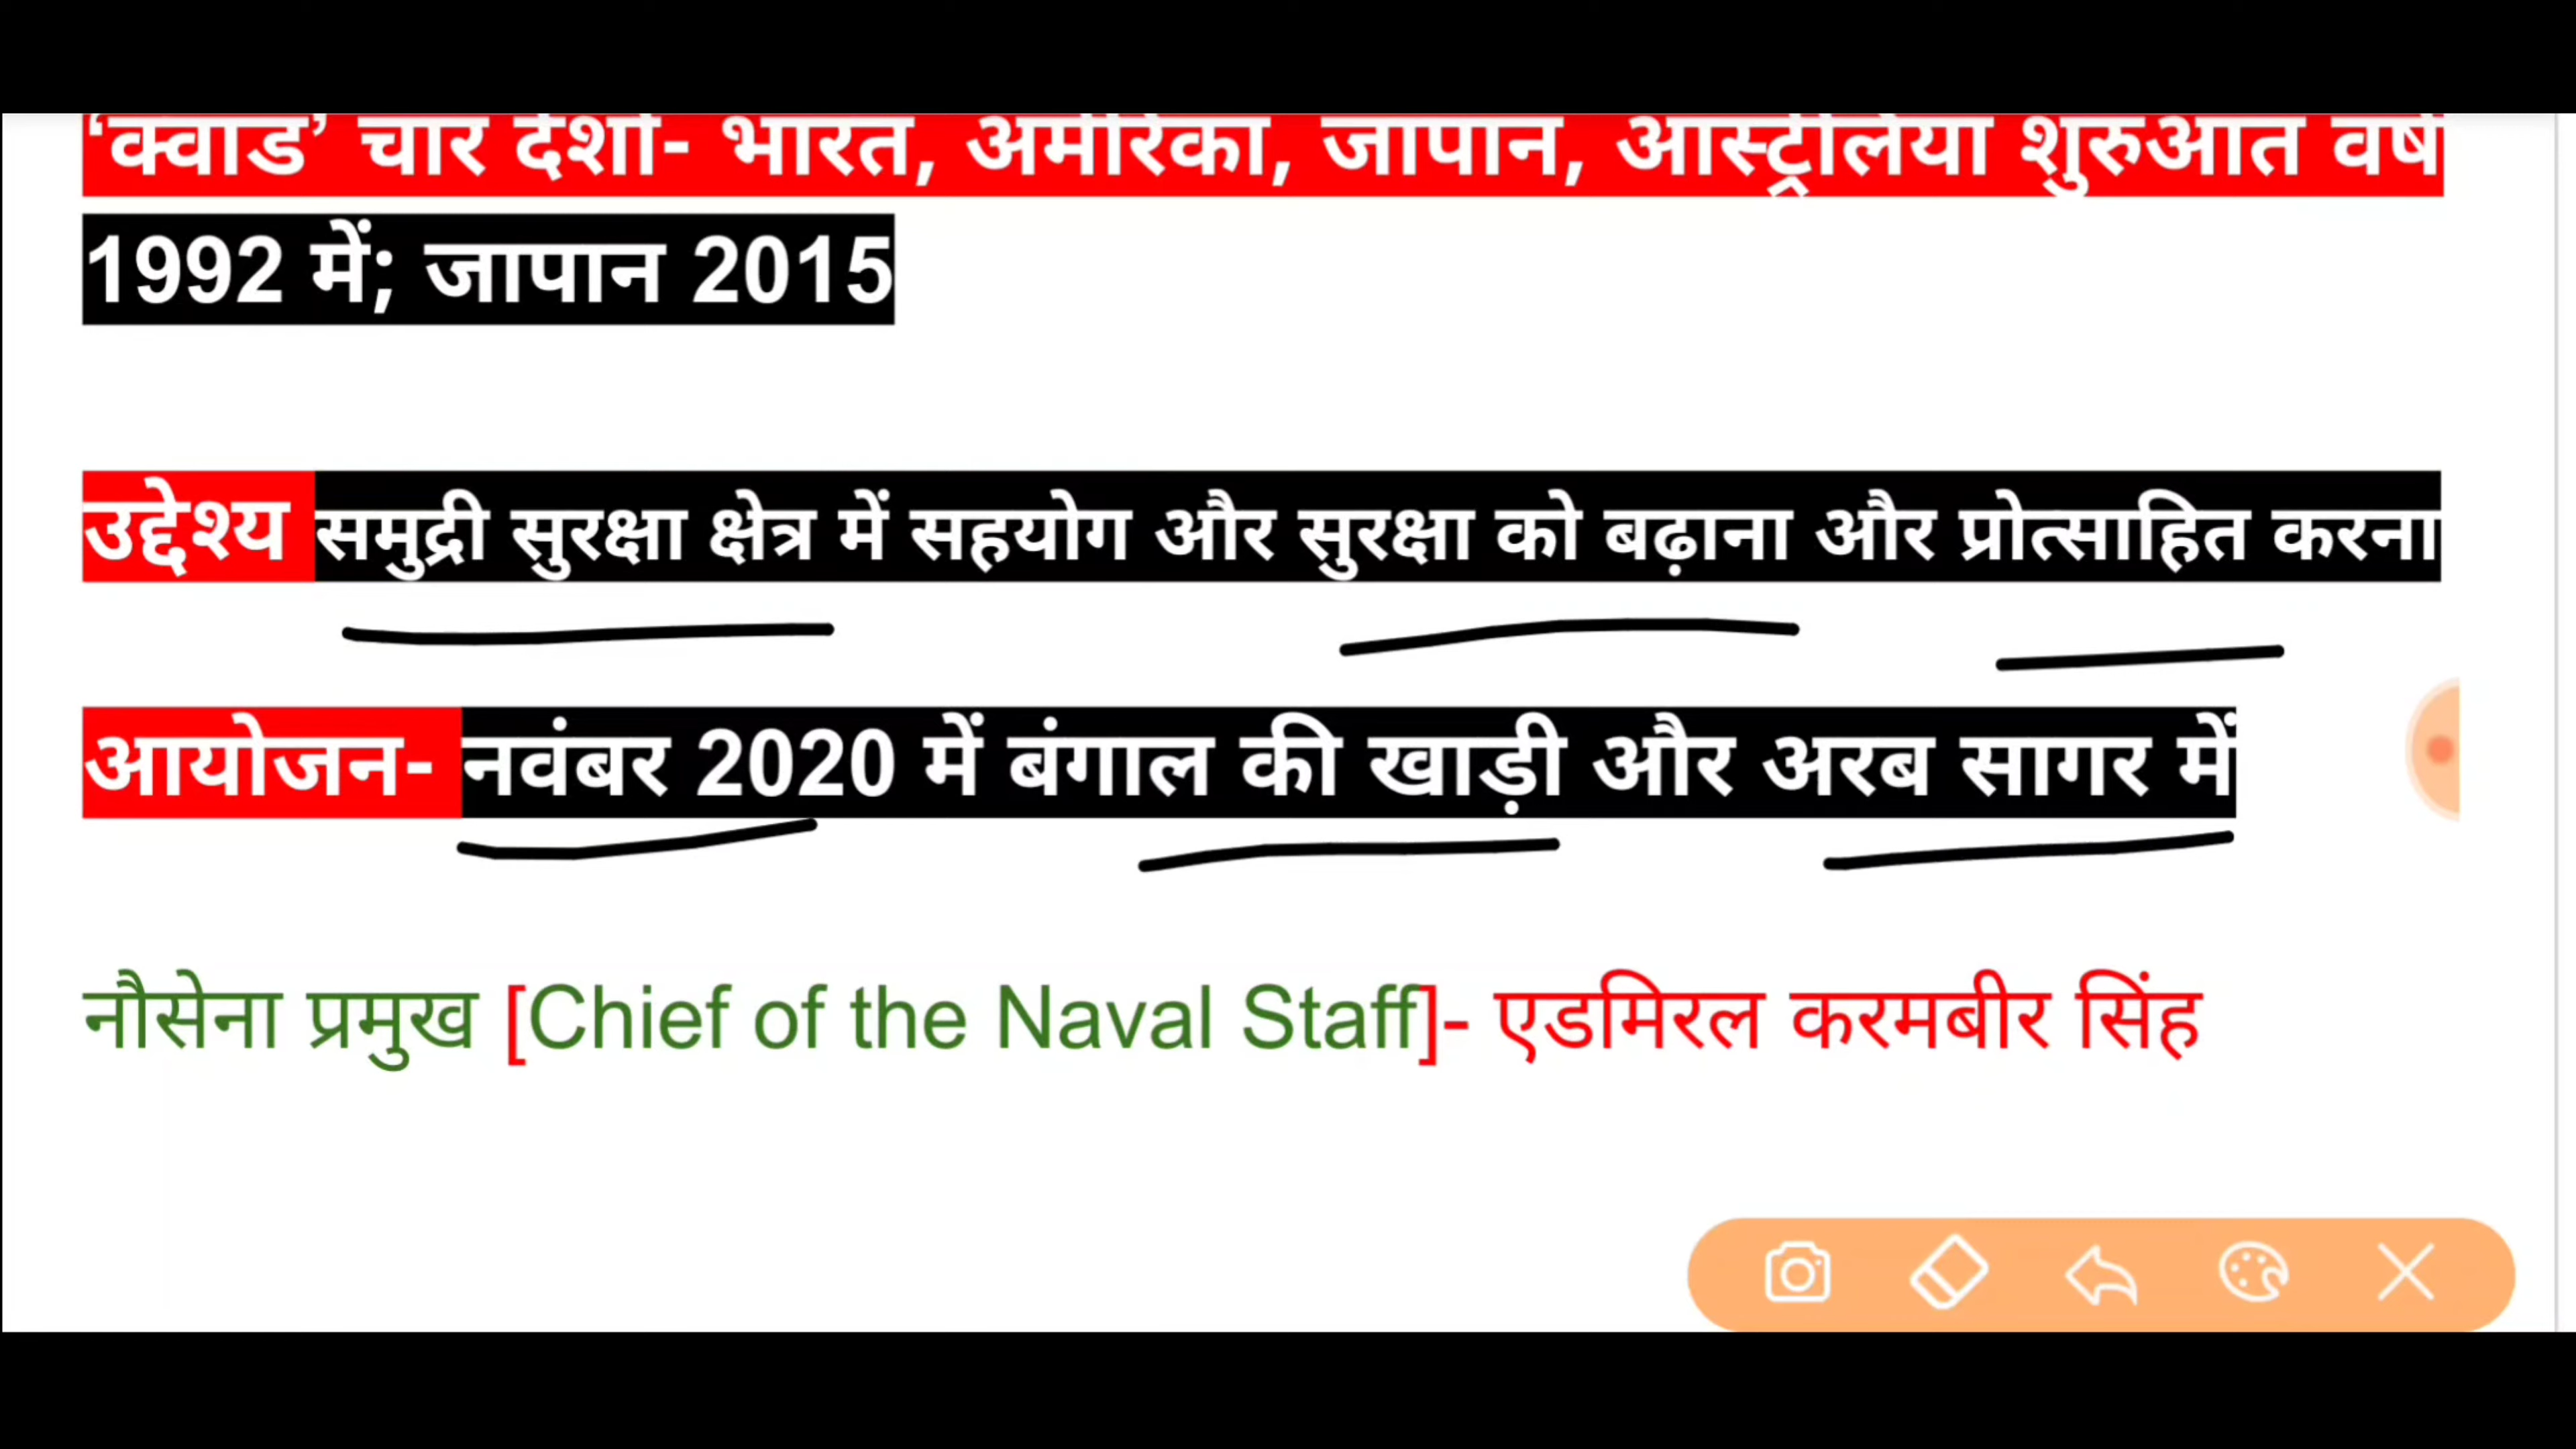 ‘क्वाड’ चार देशों- भारत, अमेरिका, जापान, ऑस्ट्रेलिया शुरुआत वर्ष
1992 में; जापान 2015
उद्देश्य समुद्री सुरक्षा क्षेत्र में सहयोग और सुरक्षा को बढ़ाना और प्रोत्साहित करना
आयोजन- नवंबर 2020 में बंगाल की खाड़ी और अरब सागर में
नौसेना प्रमुख [Chief of the Naval Staff]- एडमिरल करमबीर सिंह